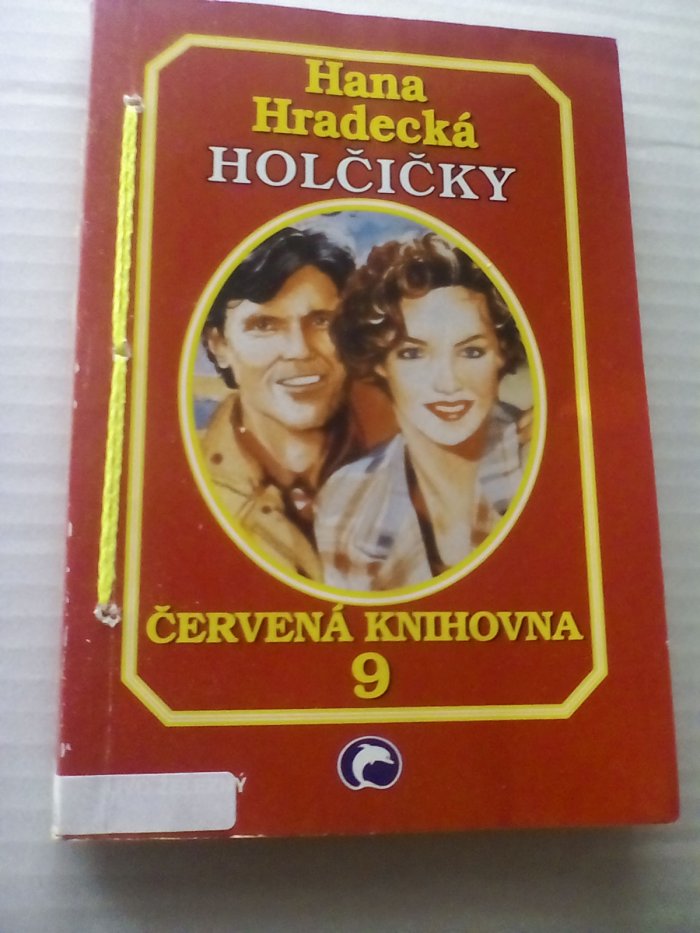 Hana
Hradecká
HOLČIČKY
ČERVENÁ KNIHOVNA
9